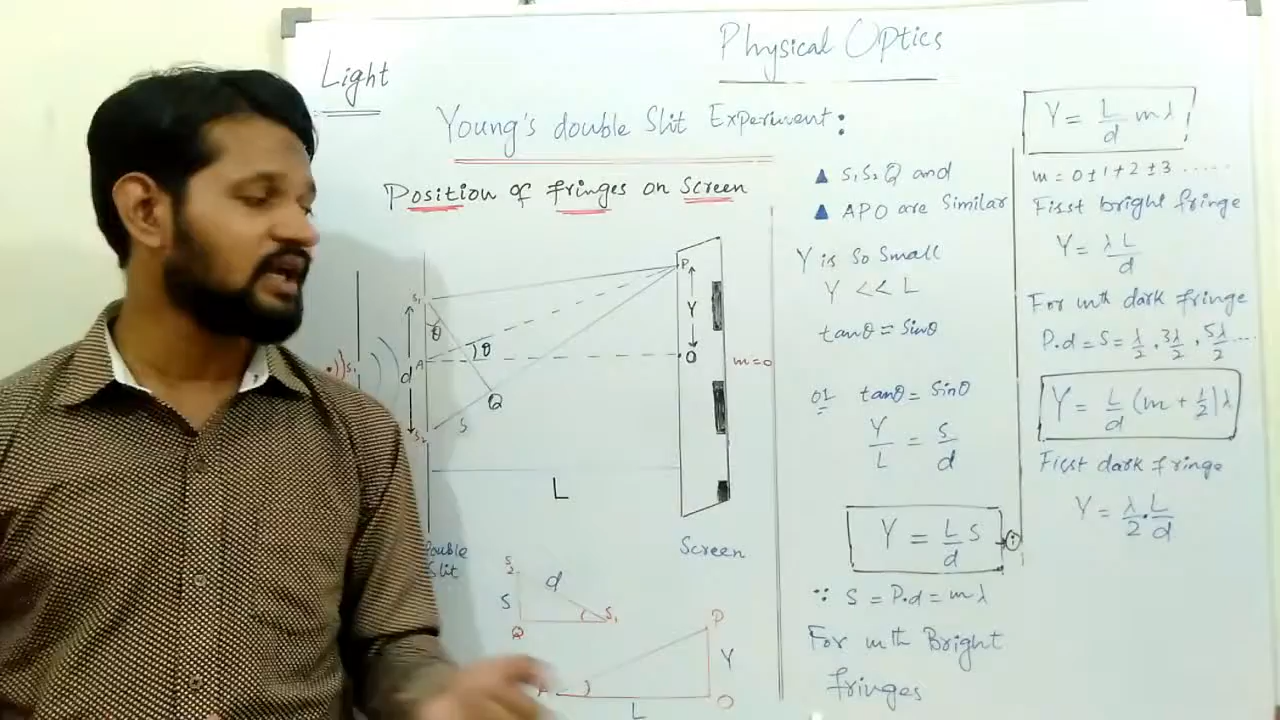 Physical Optics
Light
Young's double Slit Experiment:
Position of fringes on Screen
S₁
θ
A
θ
d
S₂
Q
S
P
Y
O
m=0
S₁
L
Double
Slit
Screen
S₂
d
S
Q
S₁
P
Y
A
L
O
▲ S₁S₂Q and
▲ APO are Similar
Y is So Small
Y << L
tanθ = Sinθ
or tanθ = Sinθ
Y/L = S/d
Y = L/d S
i
∵ S = P.d = mλ
For mth Bright
fringes
Y = L/d mλ
m = 0 ± 1 + 2 ± 3 ......
First bright fringe
Y = λL/d
For mth dark fringe
P.d = S = λ/2, 3λ/2, 5λ/2 ...
Y = L/d (m + 1/2)λ
First dark fringe
Y = λ/2 . L/d